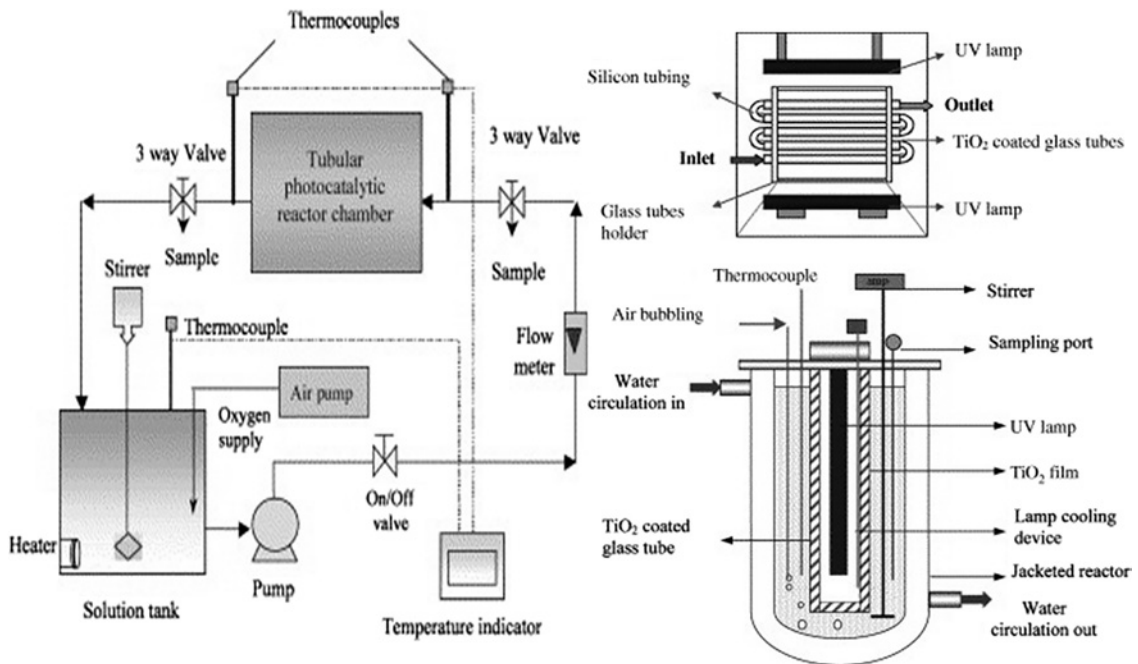 Thermocouples
3 way Valve
3 way Valve
Tubular
photocatalytic
reactor chamber
Sample
Sample
Stirrer
Thermocouple
Flow
meter
Air pump
Oxygen
supply
On/Off
valve
Heater
Pump
Solution tank
Temperature indicator
UV lamp
Silicon tubing
Outlet
TiO2 coated glass tubes
Inlet
Glass tubes
holder
UV lamp
Thermocouple
Stirrer
Air bubbling
Sampling port
Water
circulation in
UV lamp
TiO2 film
TiO2 coated
glass tube
Lamp cooling
device
Jacketed reactor
Water
circulation out